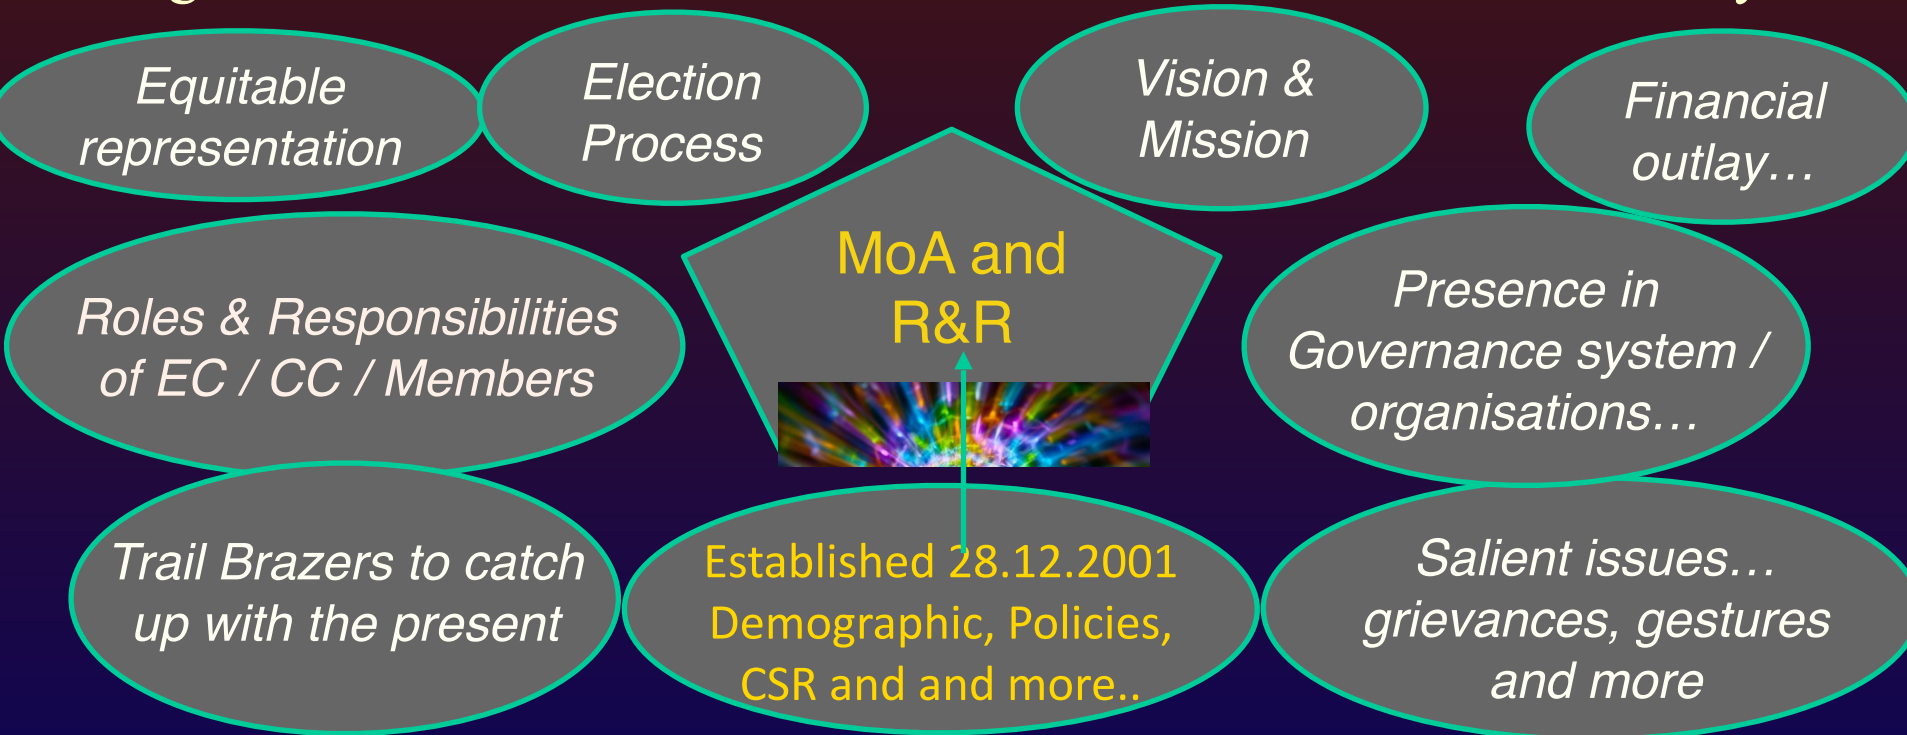 Equitable
representation
Election
Process
Vision &
Mission
Financial
outlay…
Roles & Responsibilities
of EC / CC / Members
MoA and
R&R
Presence in
Governance system /
organisations…
Trail Brazers to catch
up with the present
Established 28.12.2001
Demographic, Policies,
CSR and and more..
Salient issues…
grievances, gestures
and more